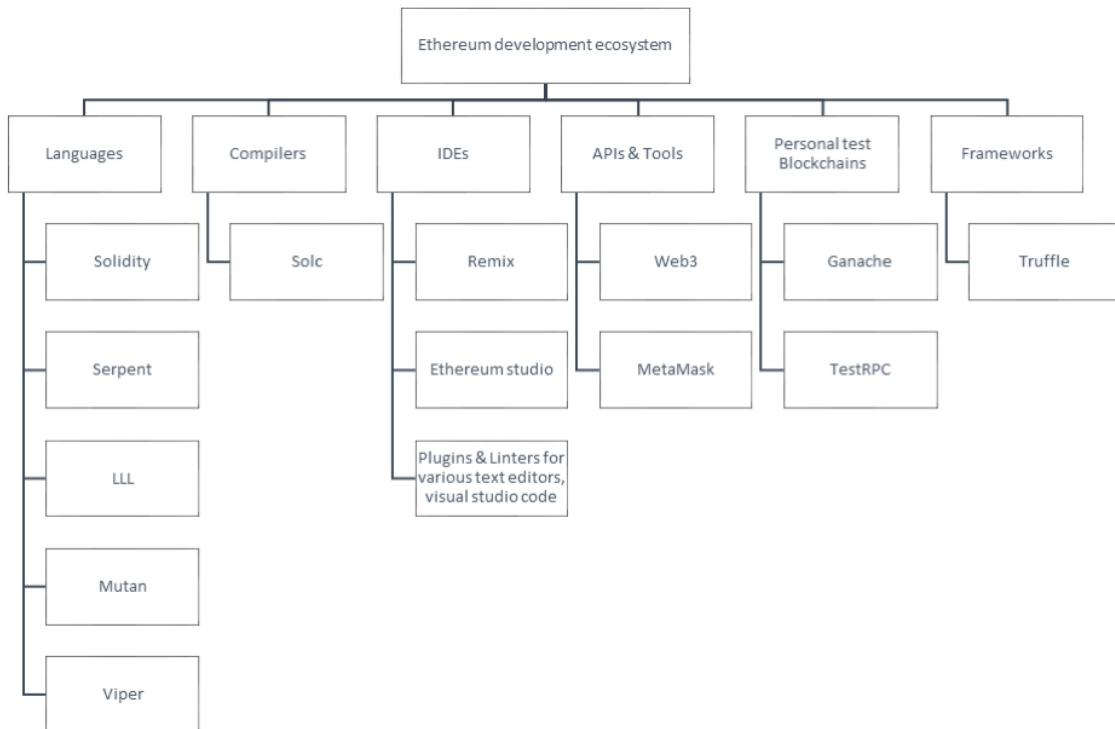 Ethereum development ecosystem
Languages
Compilers
IDEs
APIs & Tools
Personal test
Blockchains
Frameworks
Solidity
Solc
Remix
Web3
Ganache
Truffle
Serpent
Ethereum studio
MetaMask
TestRPC
LLL
Plugins & Linters for
various text editors,
visual studio code
Mutan
Viper